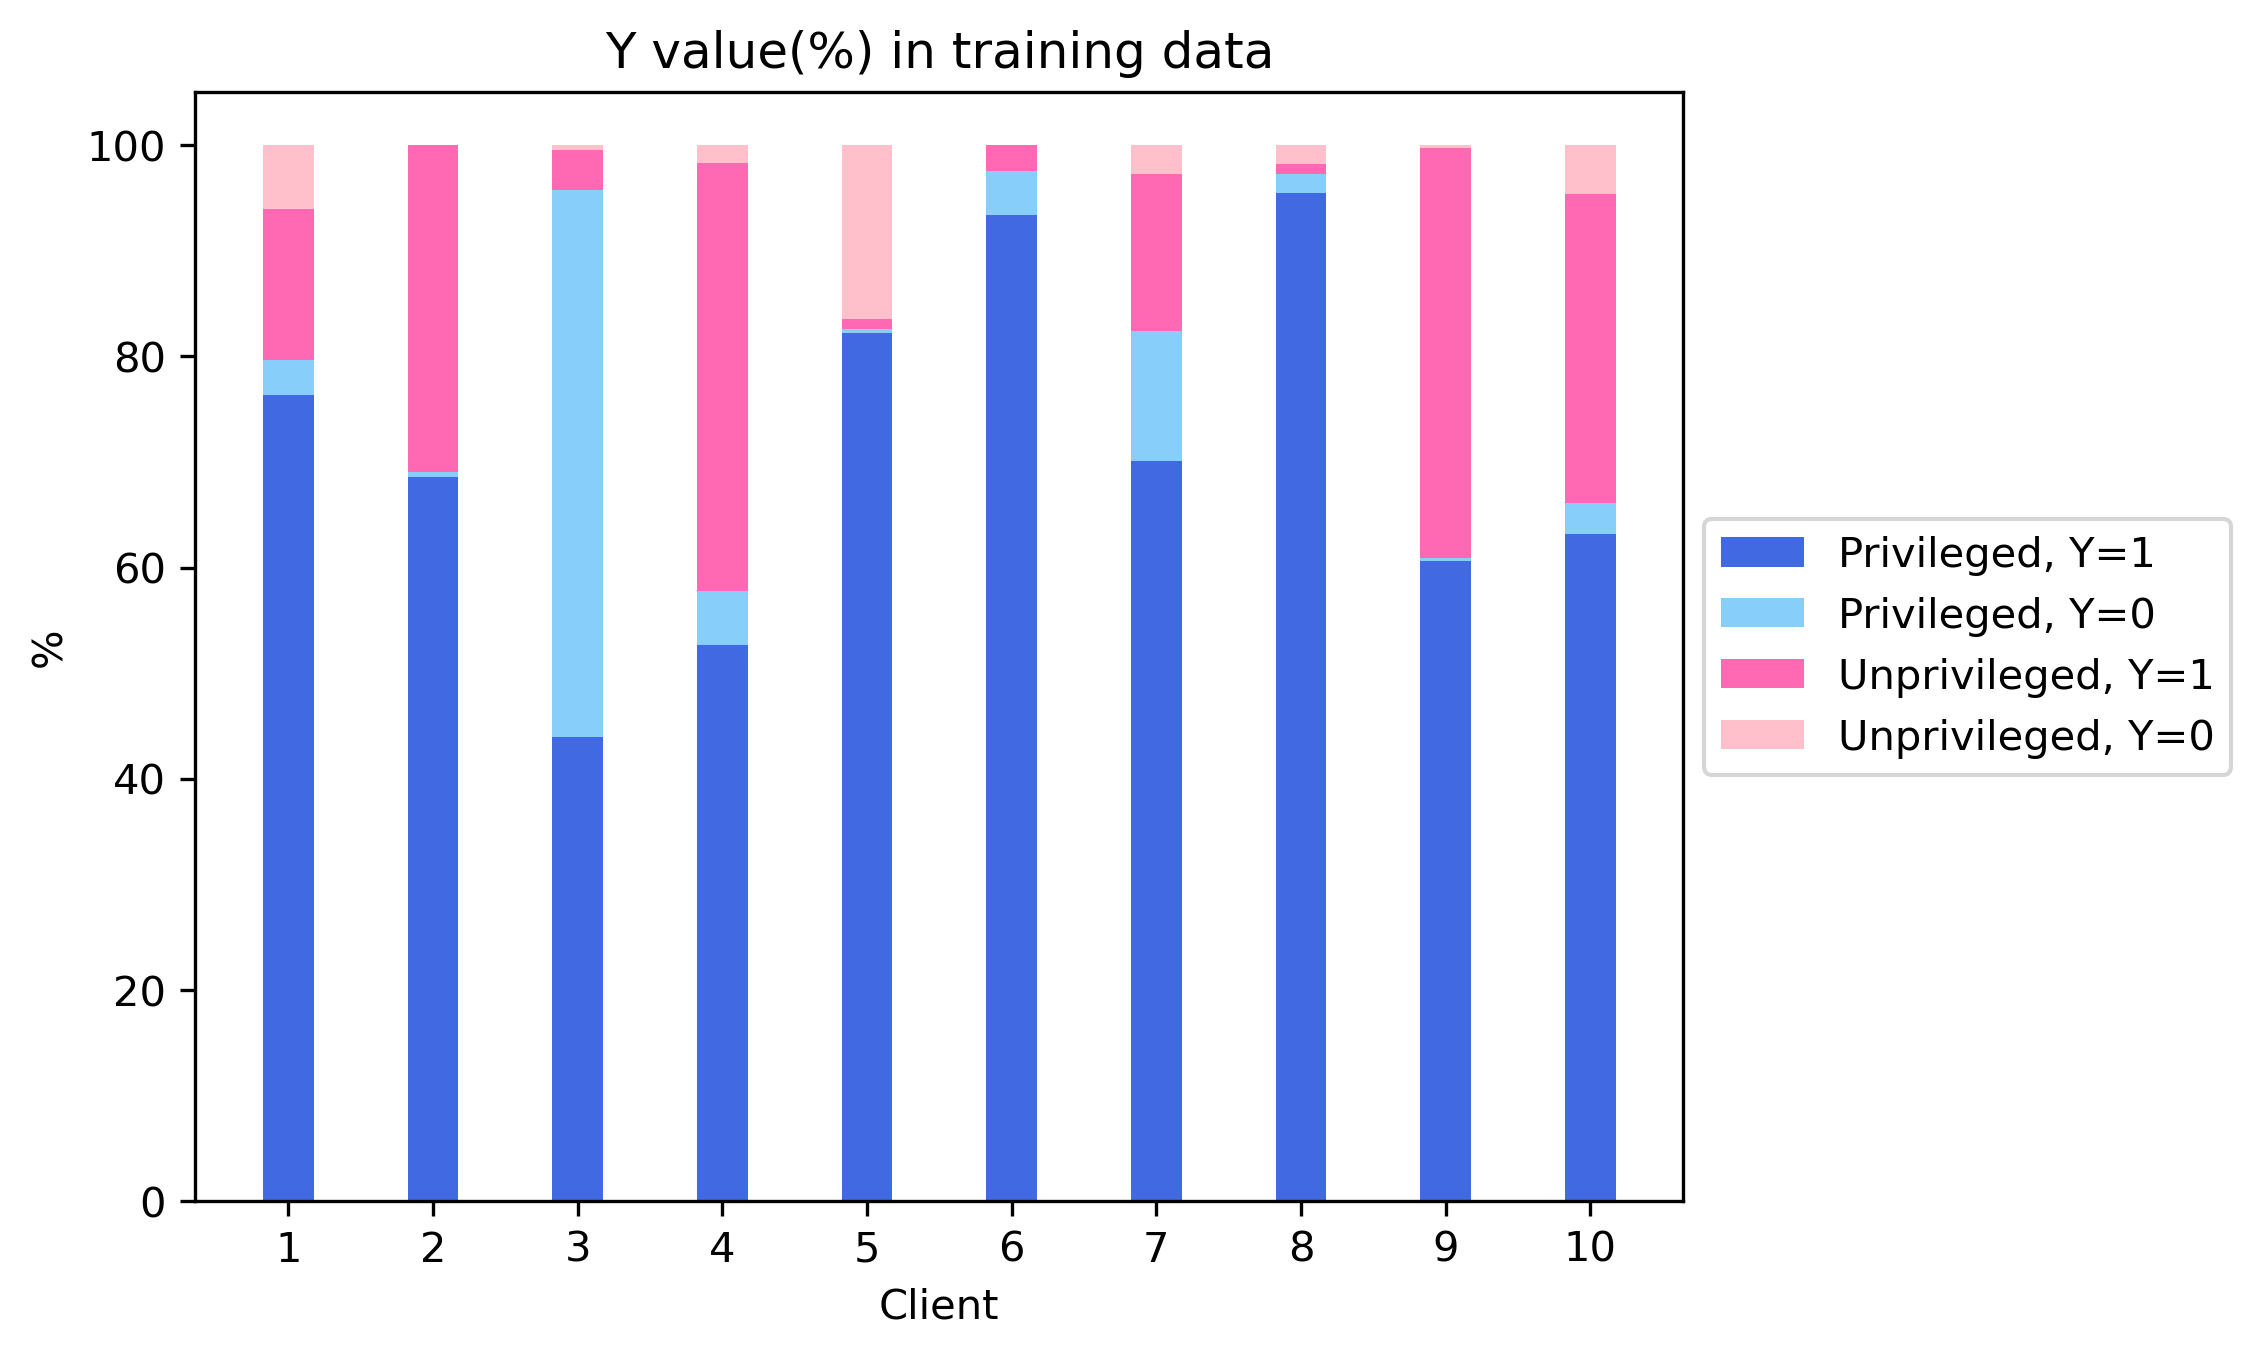 Y value(%) in training data
100
80
60
40
20
0
%
1 2 3 4 5 6 7 8 9 10
Client
Privileged, Y=1
Privileged, Y=0
Unprivileged, Y=1
Unprivileged, Y=0